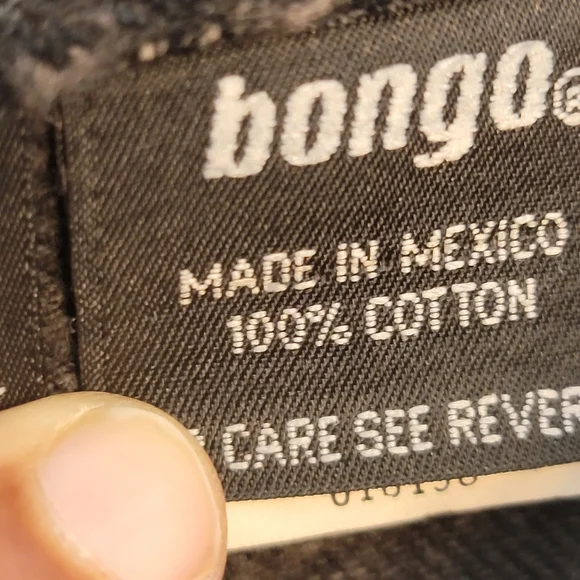 bongo®
MADE IN MEXICO
100% COTTON
CARE SEE REVER